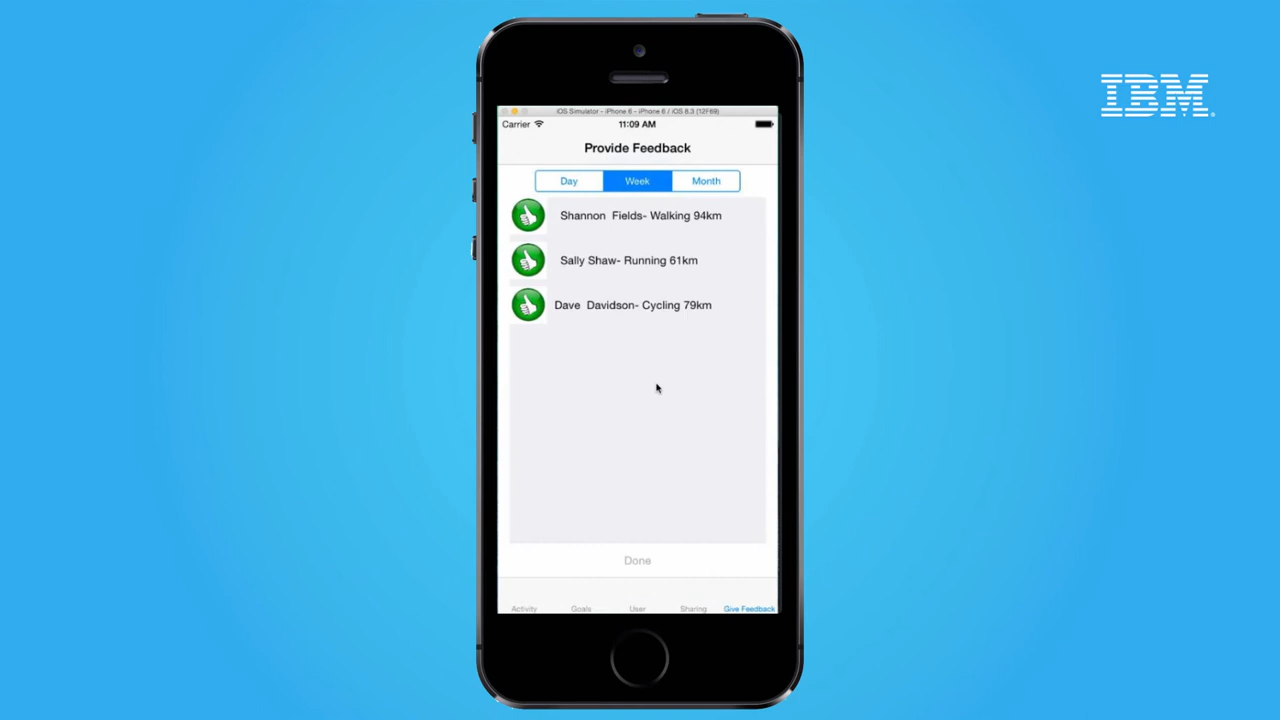 IBM
iOS Simulator - iPhone 6 - iPhone 6 / iOS 8.3 (12F69)
Carrier 11:09 AM
Provide Feedback
Day Week Month
Shannon Fields- Walking 94km
Sally Shaw- Running 61km
Dave Davidson- Cycling 79km
Done
Activity Goals User Sharing Give Feedback